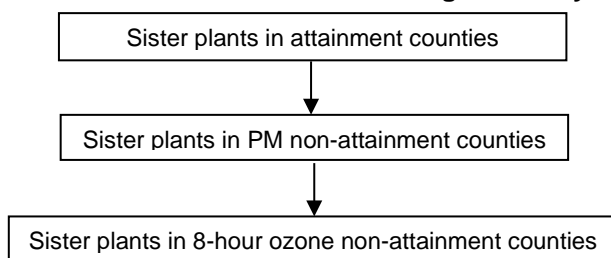 Sister plants in attainment counties
Sister plants in PM non-attainment counties
Sister plants in 8-hour ozone non-attainment counties